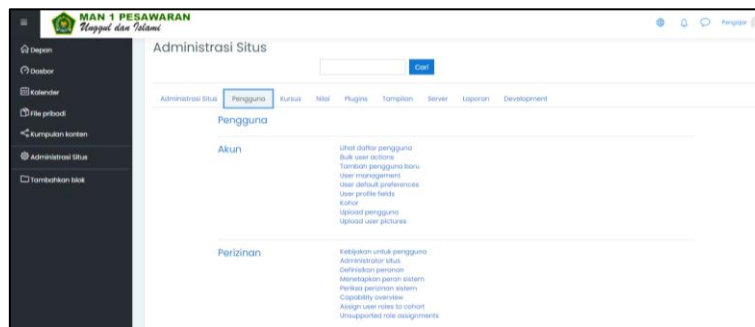 MAN 1 PESAWARAN
Unggul dan Islami
Pengajar
Depan
Dasbor
Kalender
File pribadi
Kumpulan konten
Administrasi Situs
Tambahkan blok
Administrasi Situs
Cari
Administrasi Situs Pengguna Kursus Nilai Plugins Tampilan Server Laporan Development
Pengguna
Akun
Lihat daftar pengguna
Bulk user actions
Tambah pengguna baru
User management
User default preferences
User profile fields
Kohor
Upload pengguna
Upload user pictures
Perizinan
Kebijakan untuk pengguna
Administrator situs
Definisikan peranan
Menetapkan peran sistem
Periksa perizinan sistem
Capability overview
Assign user roles to cohort
Unsupported role assignments